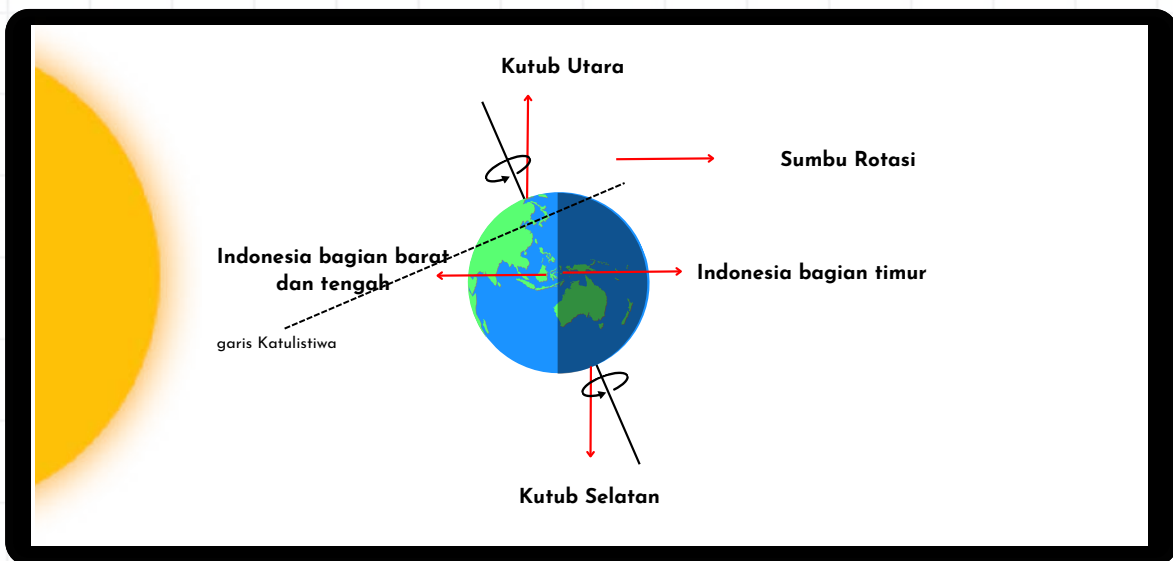 Kutub Utara
Sumbu Rotasi
Indonesia bagian barat
dan tengah
Indonesia bagian timur
garis Katulistiwa
Kutub Selatan